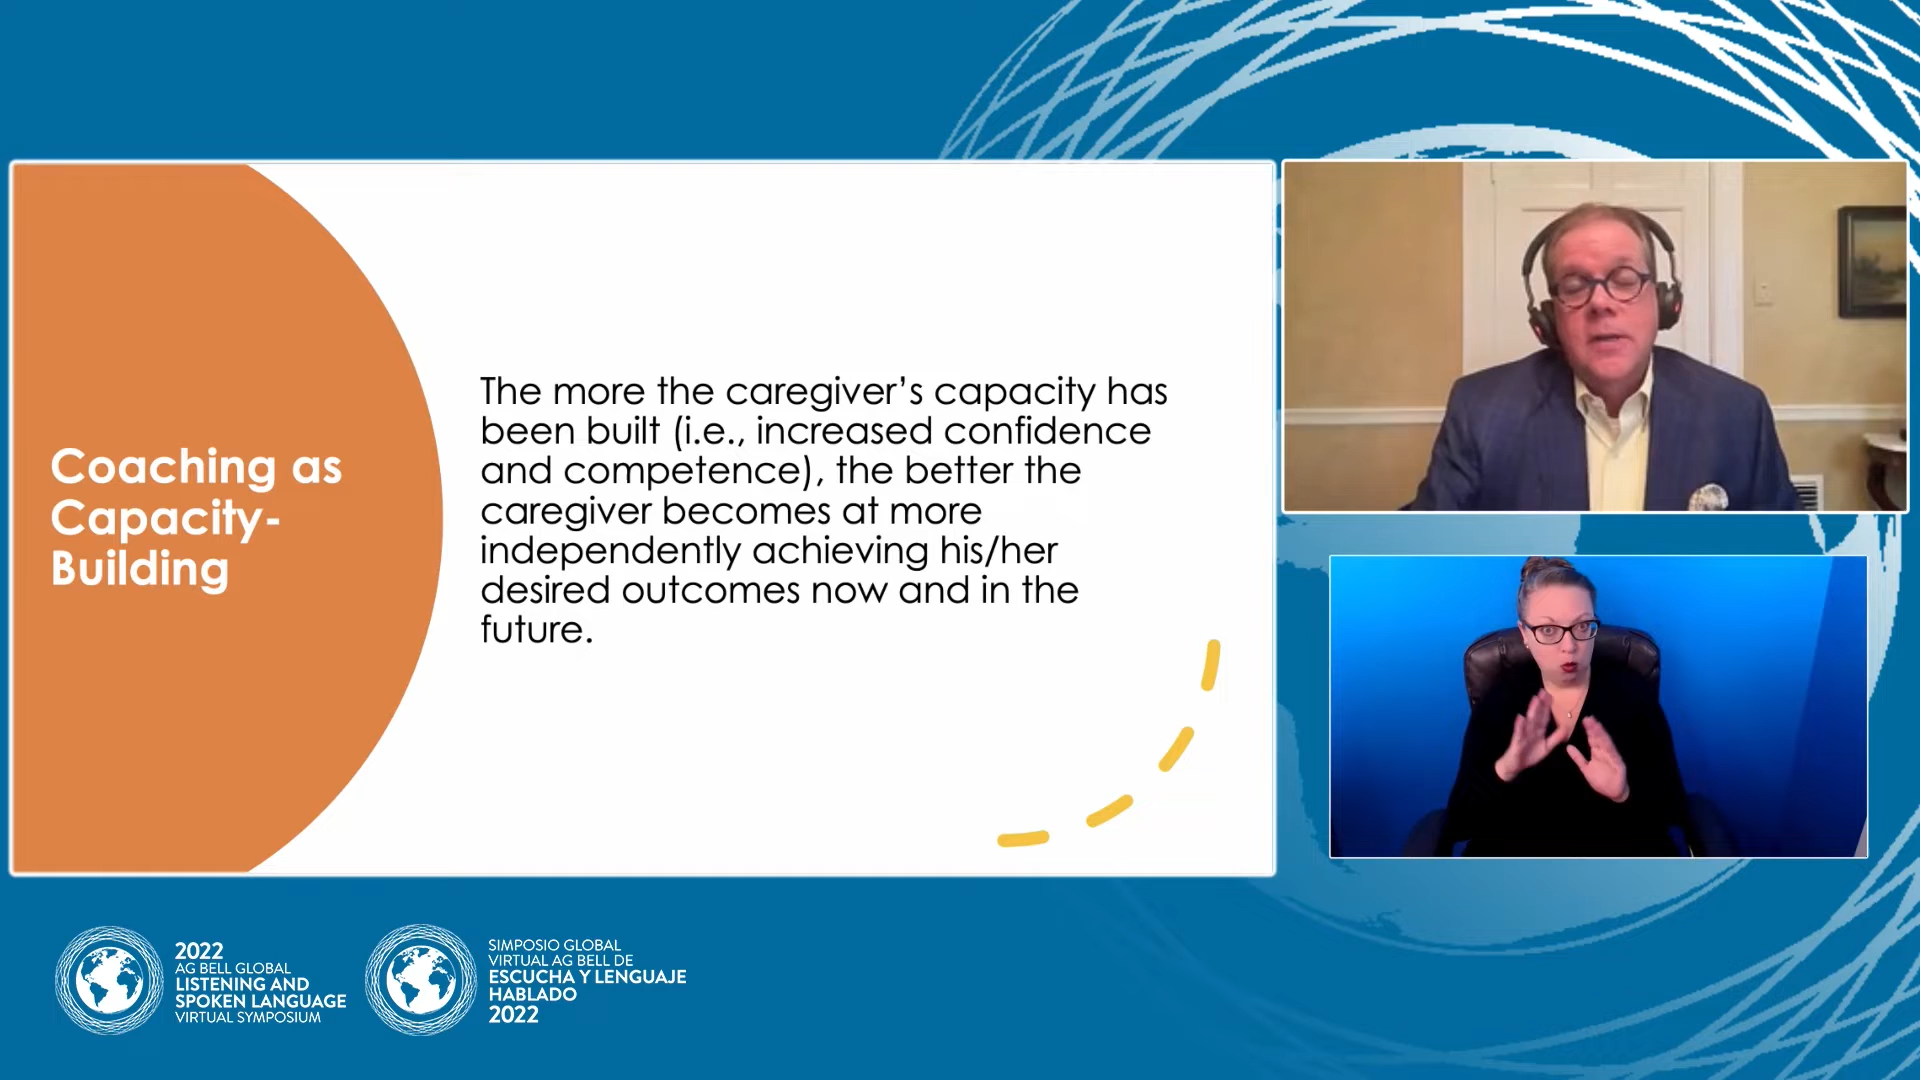 Coaching as
Capacity-
Building
The more the caregiver’s capacity has
been built (i.e., increased confidence
and competence), the better the
caregiver becomes at more
independently achieving his/her
desired outcomes now and in the
future.
2022
AG BELL GLOBAL
LISTENING AND
SPOKEN LANGUAGE
VIRTUAL SYMPOSIUM
SIMPOSIO GLOBAL
VIRTUAL AG BELL DE
ESCUCHA Y LENGUAJE
HABLADO
2022